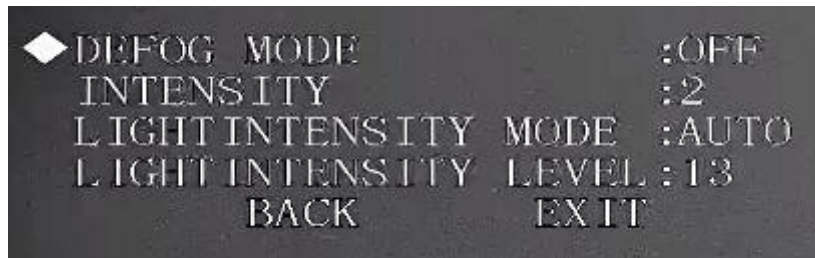 DEFOG MODE :OFF
INTENSITY :2
LIGHTINTENSITY MODE :AUTO
LIGHTINTENSITY LEVEL:13
BACK EXIT